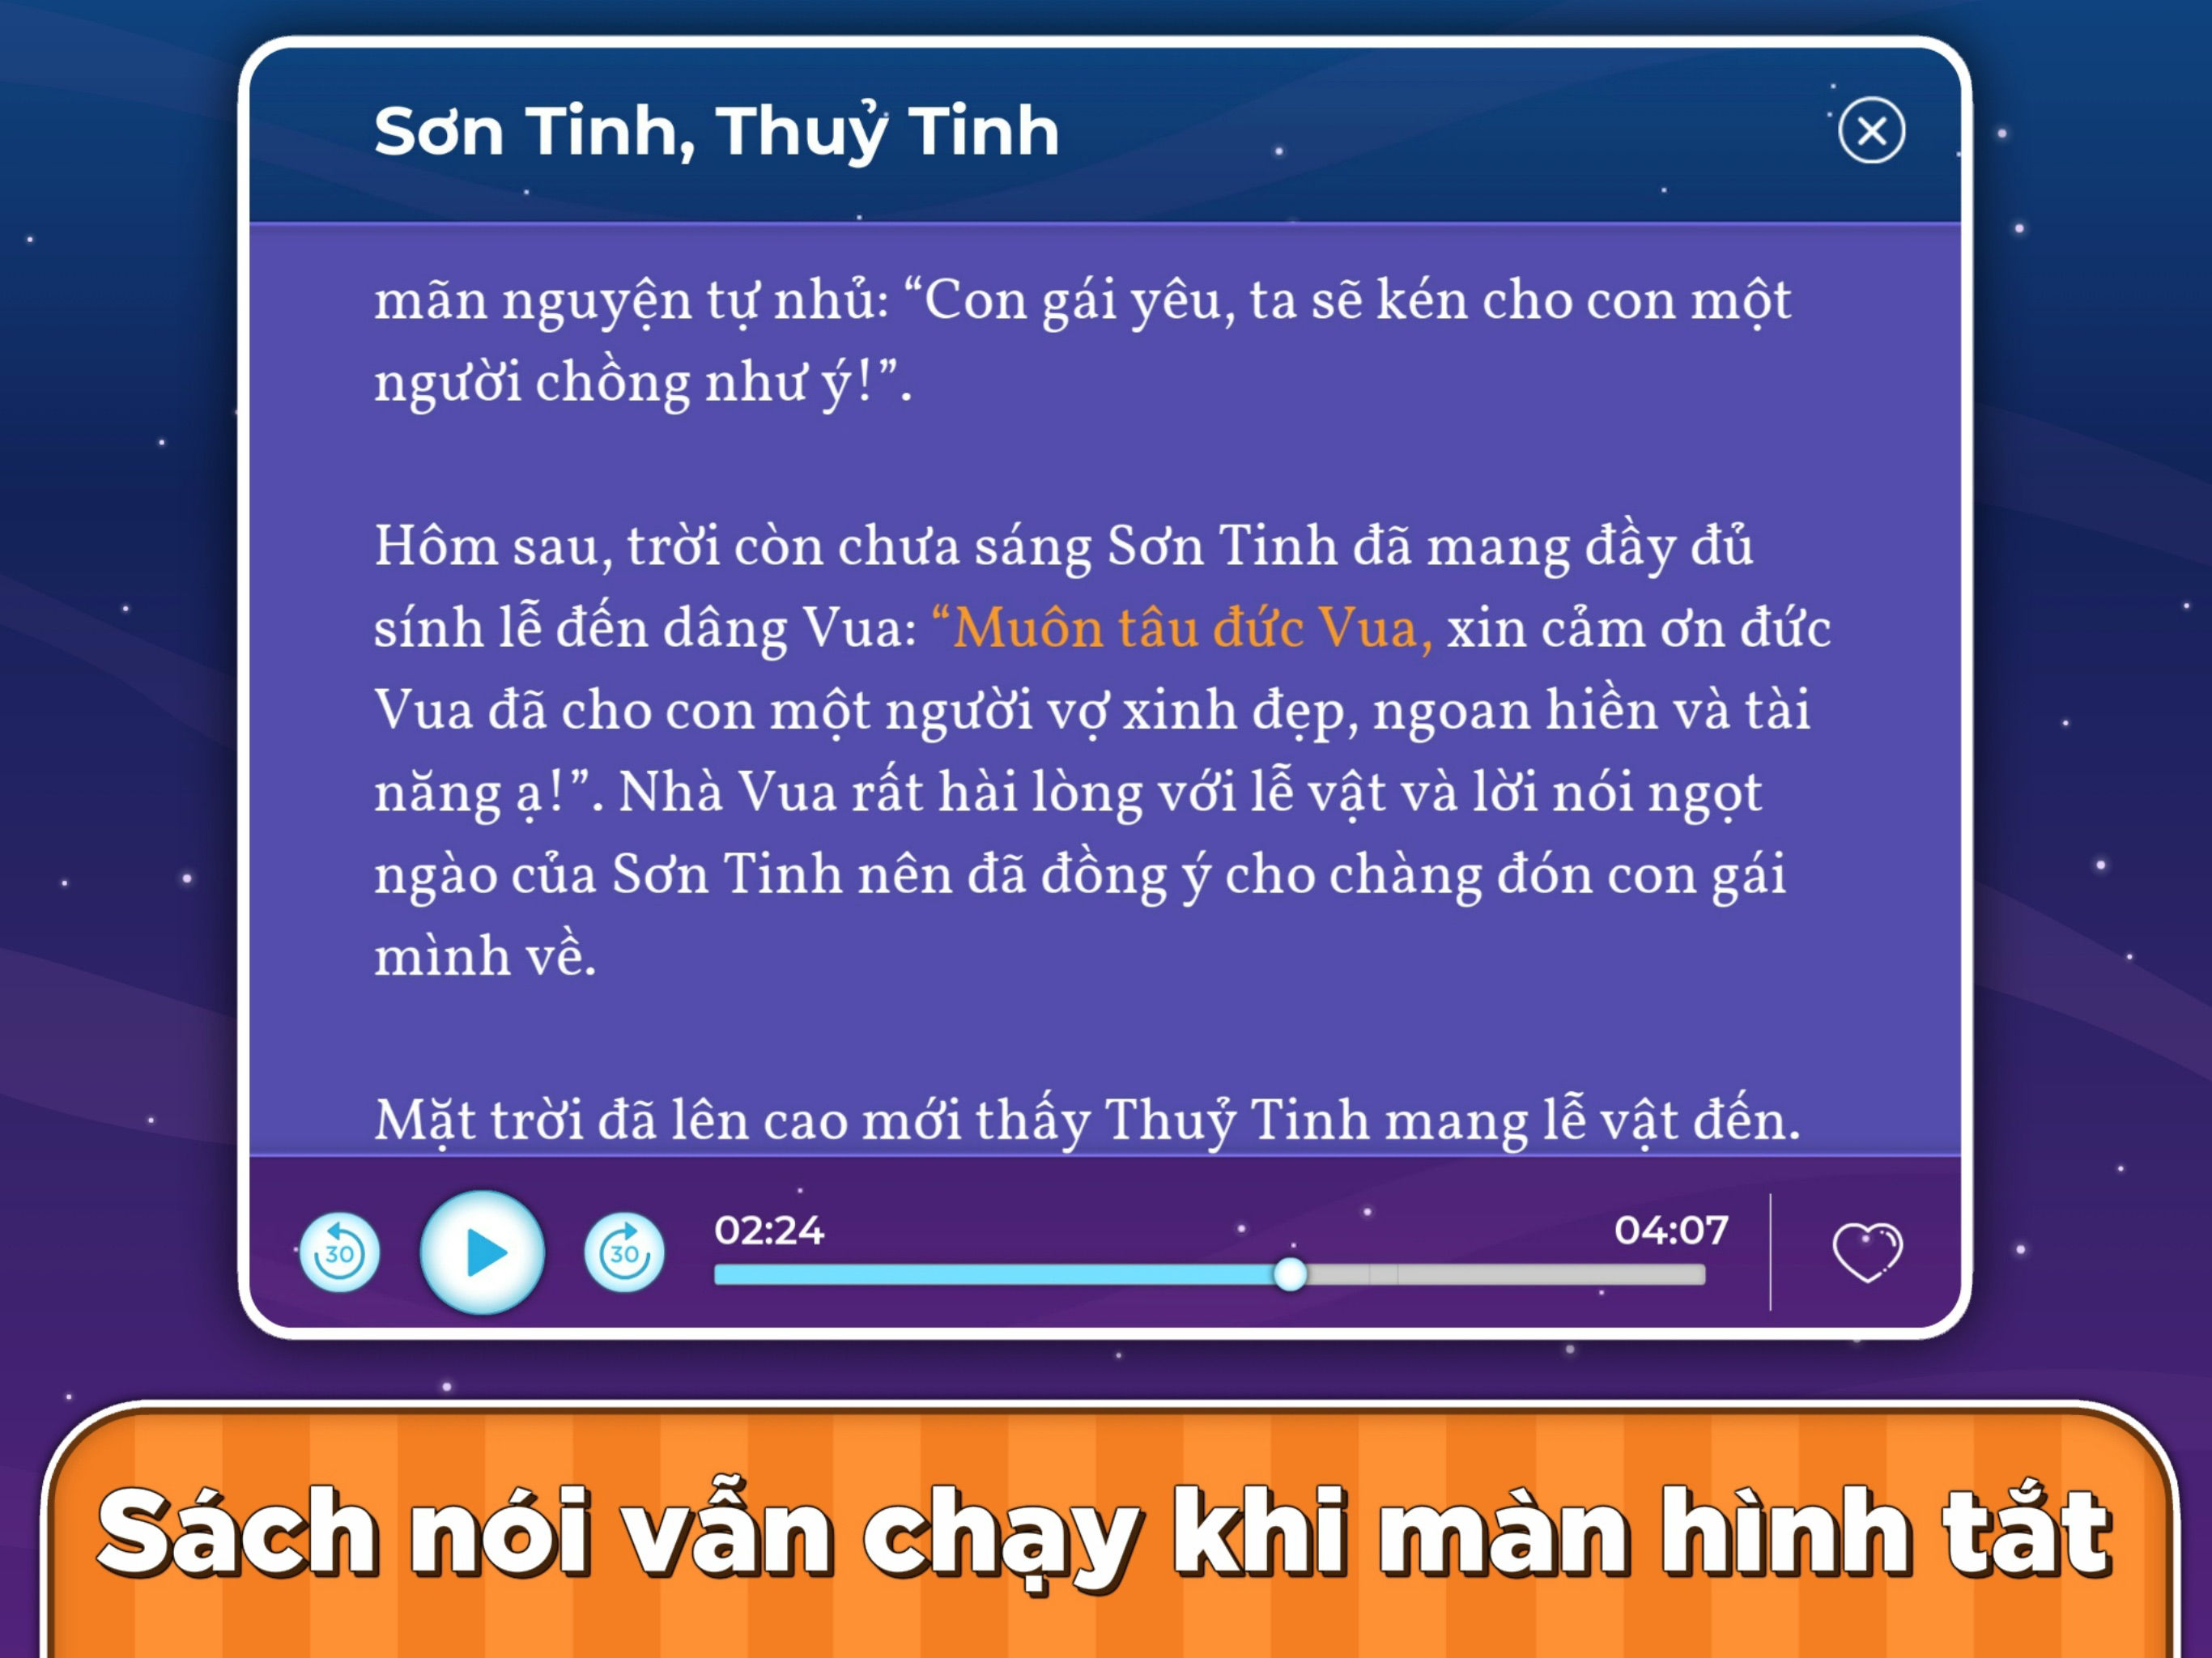 Sơn Tinh, Thuỷ Tinh
mãn nguyện tự nhủ: “Con gái yêu, ta sẽ kén cho con một
người chồng như ý!”.
Hôm sau, trời còn chưa sáng Sơn Tinh đã mang đầy đủ
sính lễ đến dâng Vua: “Muôn tâu đức Vua, xin cảm ơn đức
Vua đã cho con một người vợ xinh đẹp, ngoan hiền và tài
năng ạ!”. Nhà Vua rất hài lòng với lễ vật và lời nói ngọt
ngào của Sơn Tinh nên đã đồng ý cho chàng đón con gái
mình về.
Mặt trời đã lên cao mới thấy Thuỷ Tinh mang lễ vật đến.
30 30 02:24 04:07
Sách nói vẫn chạy khi màn hình tắt